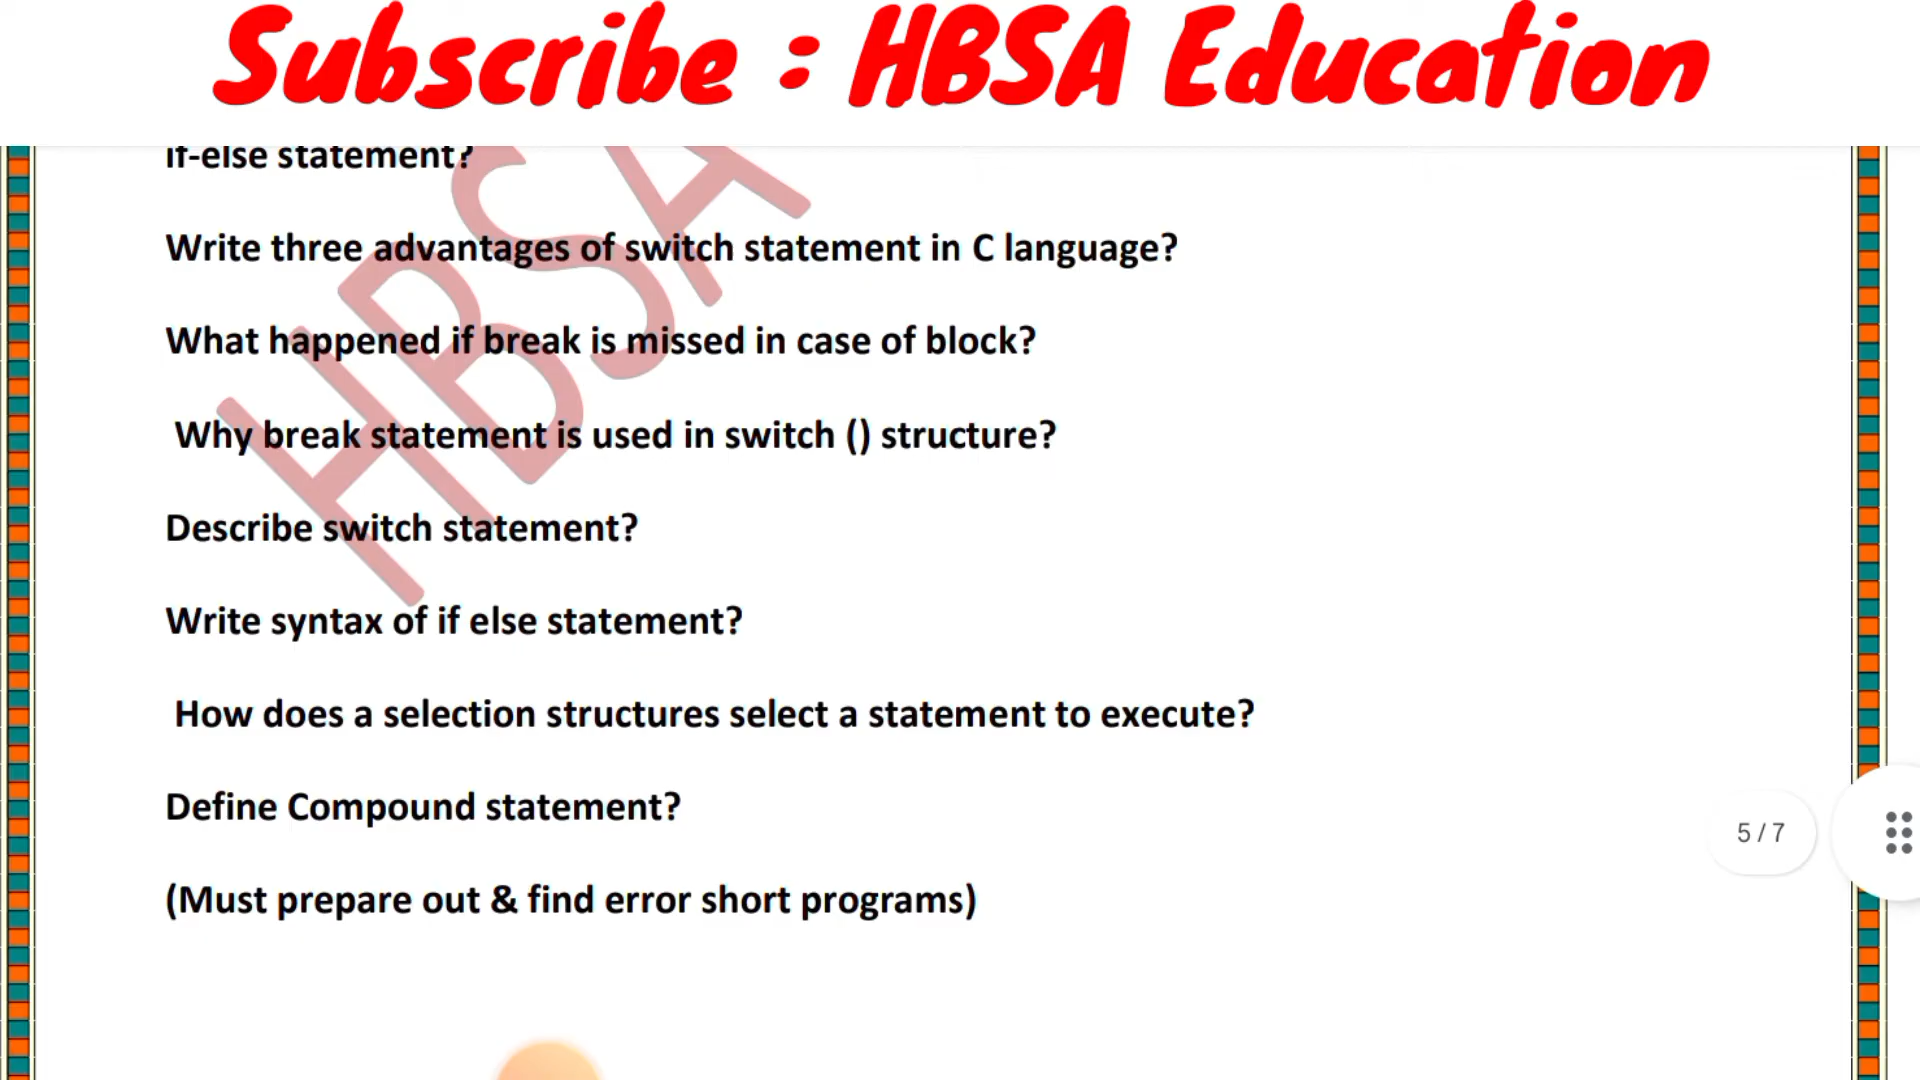 Subscribe : HBSA Education
if-else statement?
Write three advantages of switch statement in C language?
What happened if break is missed in case of block?
Why break statement is used in switch () structure?
Describe switch statement?
Write syntax of if else statement?
How does a selection structures select a statement to execute?
Define Compound statement?
5 / 7
(Must prepare out & find error short programs)
HBSA